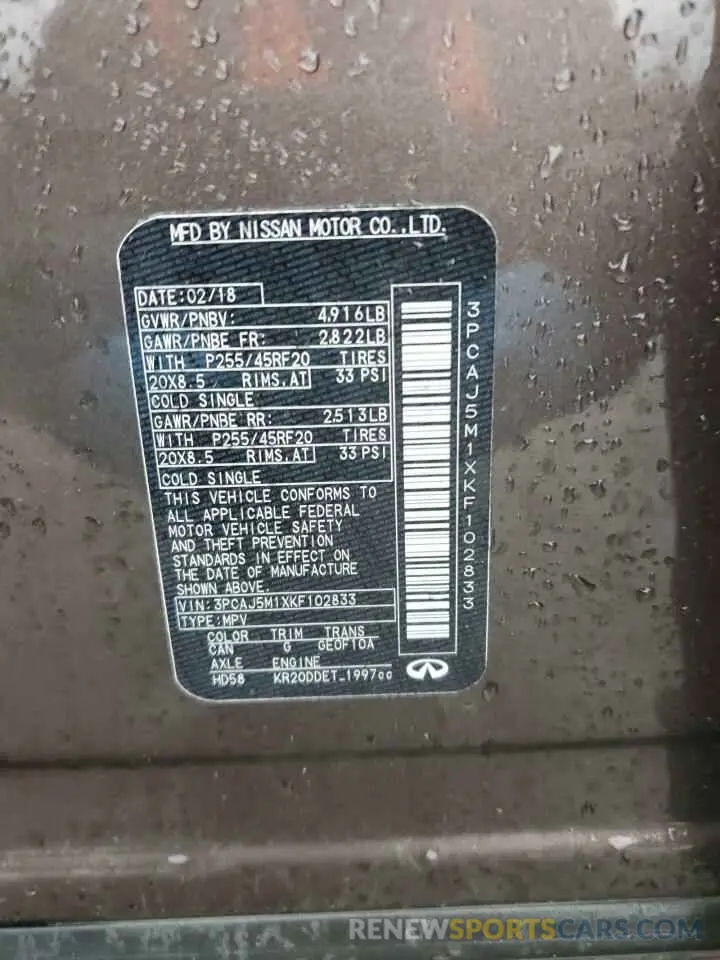 MFD BY NISSAN MOTOR CO.,LTD.
DATE:02/18
GVWR/PNBV: 4,916LB
GAWR/PNBE FR: 2,822LB
WITH P255/45RF20 TIRES
20X8.5 RIMS.AT 33 PSI
COLD SINGLE
GAWR/PNBE RR: 2,513LB
WITH P255/45RF20 TIRES
20X8.5 RIMS.AT 33 PSI
COLD SINGLE
THIS VEHICLE CONFORMS TO
ALL APPLICABLE FEDERAL
MOTOR VEHICLE SAFETY
AND THEFT PREVENTION
STANDARDS IN EFFECT ON
THE DATE OF MANUFACTURE
SHOWN ABOVE.
VIN:3PCAJ5M1XKF102833
TYPE:MPV
COLOR TRIM TRANS
CAN G GE0F10A
AXLE ENGINE
HD58 KR20DDET-1997cc
3PCAJ5M1XKF102833
RENEWSPORTSCARS.COM